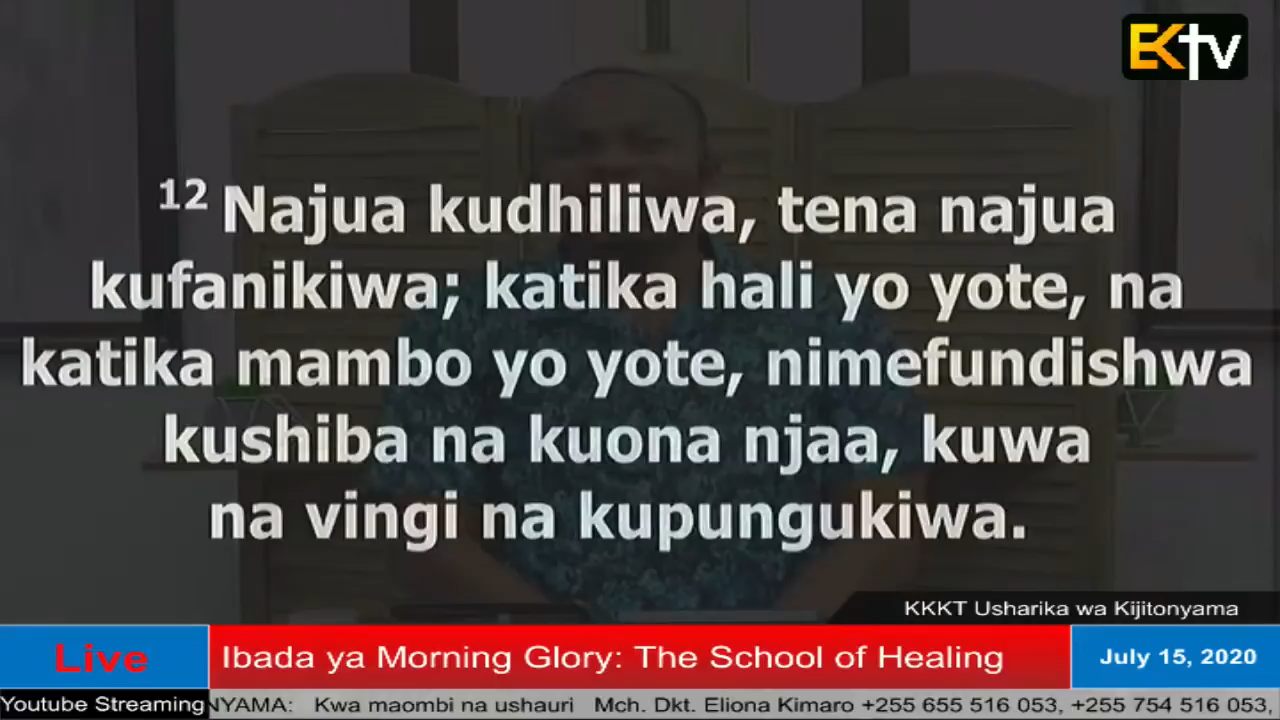 EKTV
12 Najua kudhiliwa, tena najua
kufanikiwa; katika hali yo yote, na
katika mambo yo yote, nimefundishwa
kushiba na kuona njaa, kuwa
na vingi na kupungukiwa.
KKKT Usharika wa Kijitonyama
Live
Ibada ya Morning Glory: The School of Healing
July 15, 2020
Youtube Streaming
NYAMA: Kwa maombi na ushauri Mch. Dkt. Eliona Kimaro +255 655 516 053, +255 754 516 053,